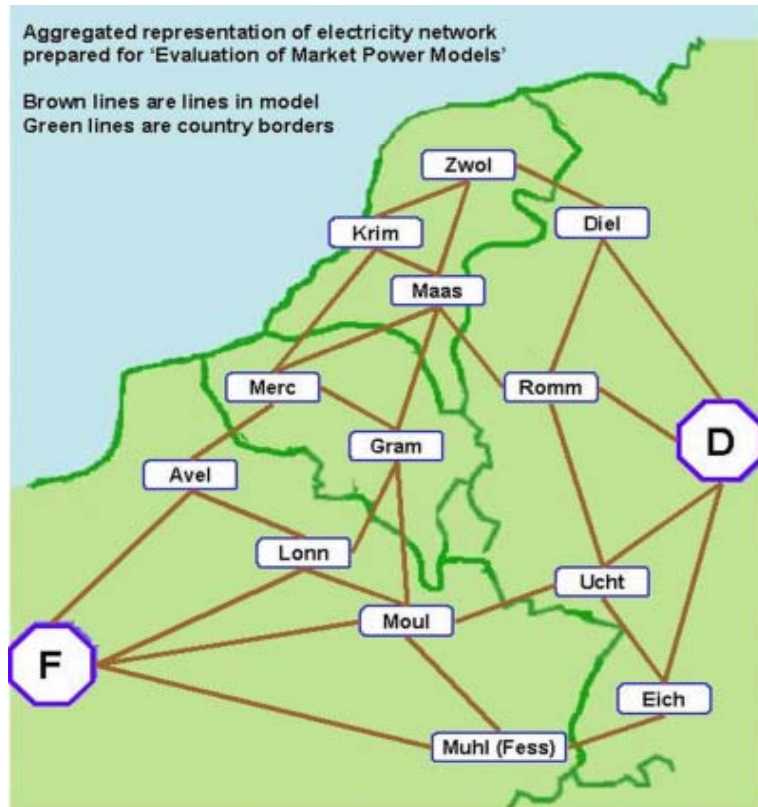 Aggregated representation of electricity network
prepared for ‘Evaluation of Market Power Models’
Brown lines are lines in model
Green lines are country borders
Zwol
Krim
Diel
Maas
Merc
Romm
Gram
D
Avel
Lonn
Ucht
Moul
F
Eich
Muhl (Fess)